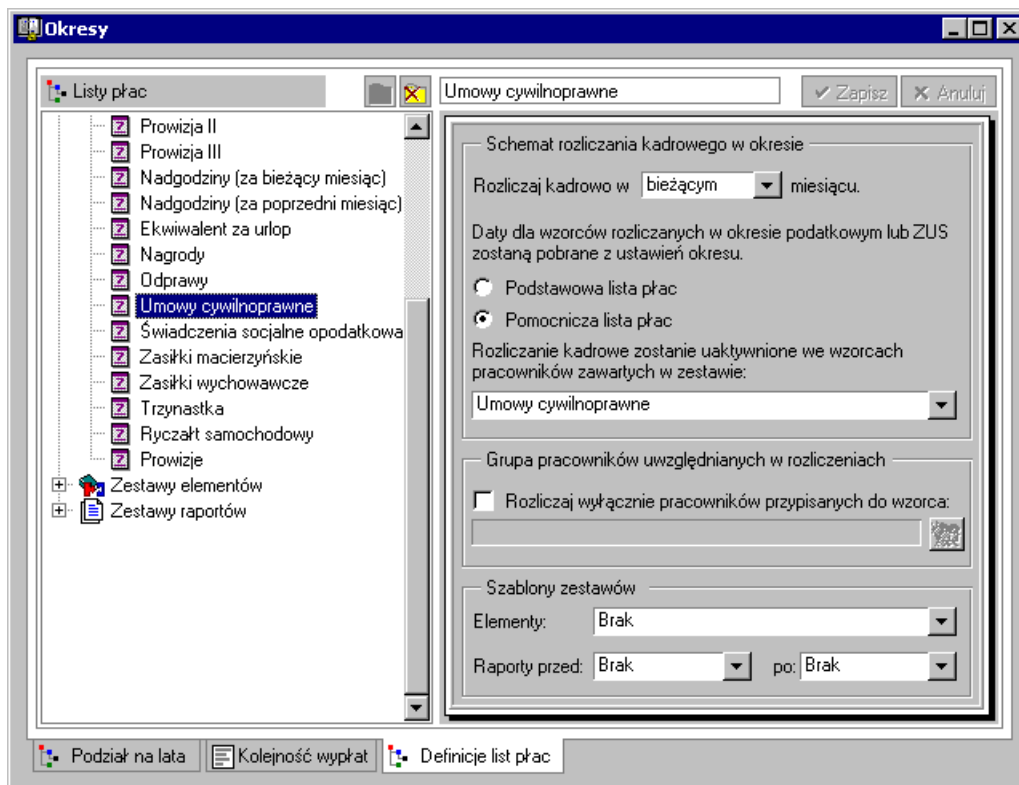 Okresy
Listy płac
Umowy cywilnoprawne
Zapisz
Anuluj
Prowizja II
Prowizja III
Nadgodziny (za bieżący miesiąc)
Nadgodziny (za poprzedni miesiąc)
Ekwiwalent za urlop
Nagrody
Odprawy
Umowy cywilnoprawne
Świadczenia socjalne opodatkowa
Zasiłki macierzyńskie
Zasiłki wychowawcze
Trzynastka
Ryczałt samochodowy
Prowizje
Zestawy elementów
Zestawy raportów
Schemat rozliczania kadrowego w okresie
Rozliczaj kadrowo w bieżącym miesiącu.
Daty dla wzorców rozliczanych w okresie podatkowym lub ZUS
zostaną pobrane z ustawień okresu.
Podstawowa lista płac
Pomocnicza lista płac
Rozliczanie kadrowe zostanie uaktywnione we wzorcach
pracowników zawartych w zestawie:
Umowy cywilnoprawne
Grupa pracowników uwzględnianych w rozliczeniach
Rozliczaj wyłącznie pracowników przypisanych do wzorca:
Szablony zestawów
Elementy: Brak
Raporty przed: Brak po: Brak
Podział na lata
Kolejność wypłat
Definicje list płac